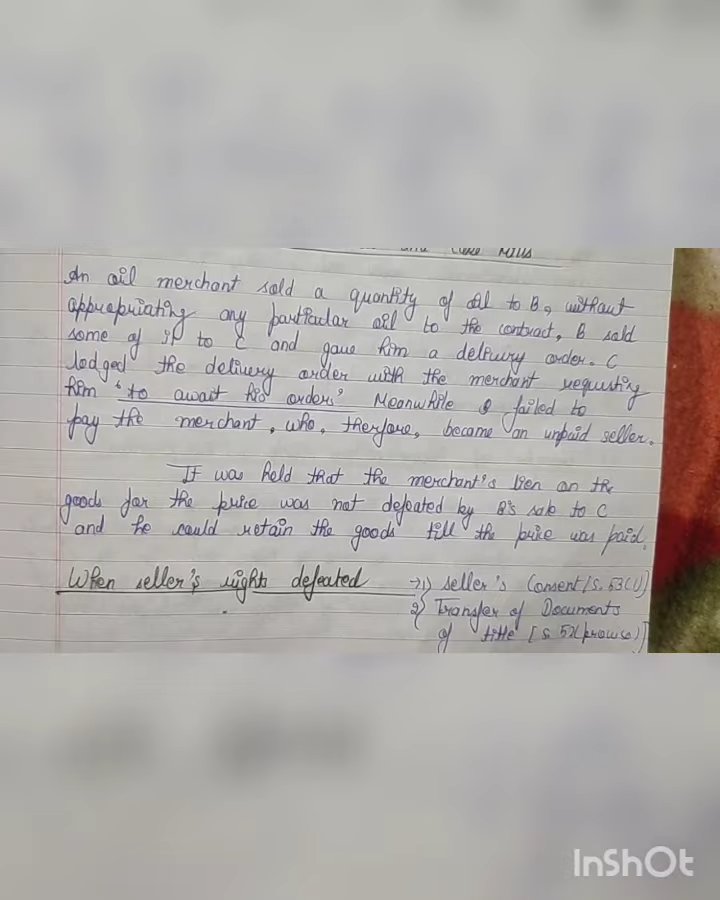 An oil merchant sold a quantity of oil to B, without
appropriating any particular oil to the contract, B sold
some of it to C and gave him a delivery order. C
lodged the delivery order with the merchant requesting
him 'to await his orders' Meanwhile B failed to
pay the merchant, who, therefore, became an unpaid seller.
It was held that the merchant's lien on the
goods for the price was not defeated by B's sale to C
and he could retain the goods till the price was paid.
When seller's rights defeated →1) Seller's Consent [S. 53(1)]
2) Transfer of Documents
of title [S. (proviso)]
InShOt